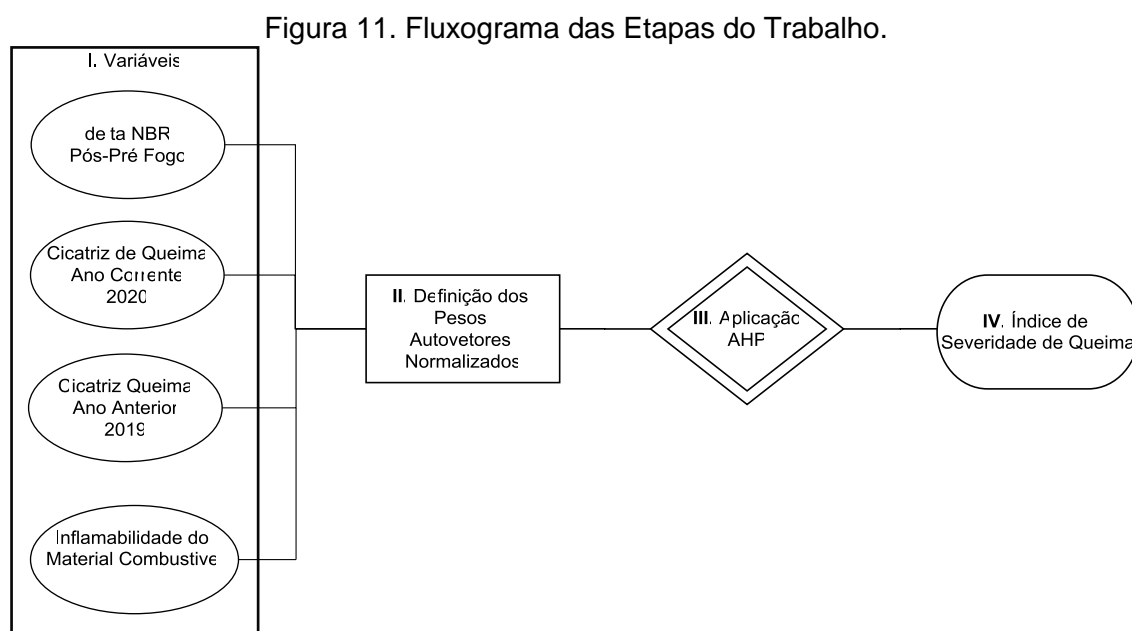 Figura 11. Fluxograma das Etapas do Trabalho.
I. Variáveis
de ta NBR
Pós-Pré Fogo
Cicatriz de Queima
Ano Corrente
2020
Cicatriz Queima
Ano Anterior
2019
Inflamabilidade do
Material Combustíve
II. Definição dos
Pesos
Autovetores
Normalizados
III. Aplicação
AHP
IV. Índice de
Severidade de Queima